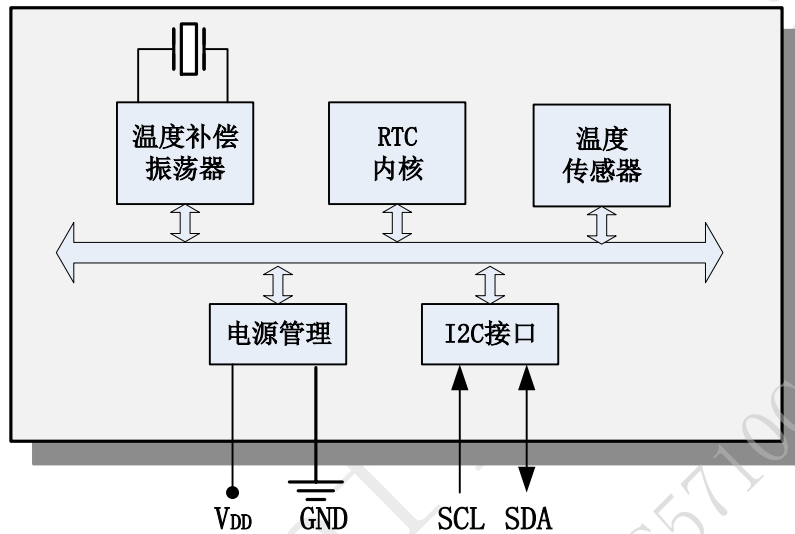 温度补偿
振荡器
RTC
内核
温度
传感器
电源管理
I2C接口
VDD
GND
SCL
SDA